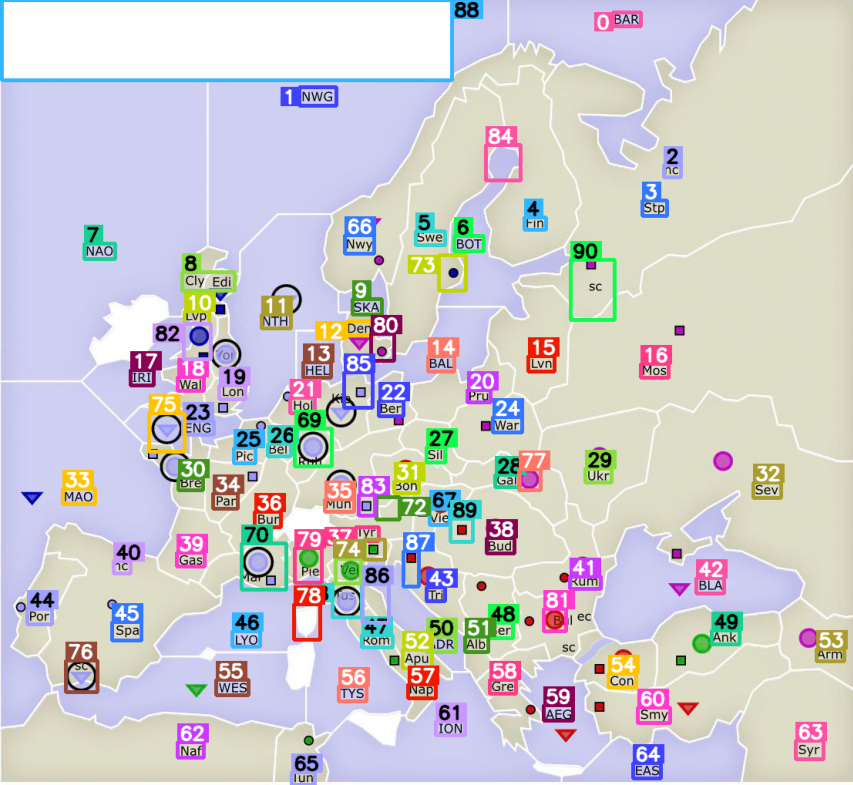 88
0 BAR
1 NWG
84
2 nc
3 Stp
4 Fin
5 Swe
6 BOT
66 Nwy
7 NAO
8 Cly Edi
90 sc
73
9 SKA
10 Lvp
11 NTH
12 Den
80
82
Yor
13 HEL
14 BAL
15 Lvn
16 Mos
17 IRI
18 Wal
19 Lon
85 Kie
20 Pru
21 Hol
22 Ber
75
23 ENG
24 War
69 Ruh
25 Pic
26 Bel
27 Sil
28 Gal
77
29 Ukr
30 Bre
31 Boh
32 Sev
33 MAO
34 Par
35 Mun
83
72
67 Vie
89
36 Bur
37 Tyr
38 Bud
39 Gas
40 nc
70 Mar
79 Pie
74 Ve
87
86
41 Rum
42 BLA
43 Tri
44 Por
45 Spa
46 LYO
78
Tus
47 Rom
48 Ser
81 Bul ec
sc
49 Ank
50 ADR
51 Alb
52 Apu
53 Arm
54 Con
76 sc
55 WES
56 TYS
57 Nap
58 Gre
59 AEG
60 Smy
61 ION
62 Naf
63 Syr
64 EAS
65 Tun